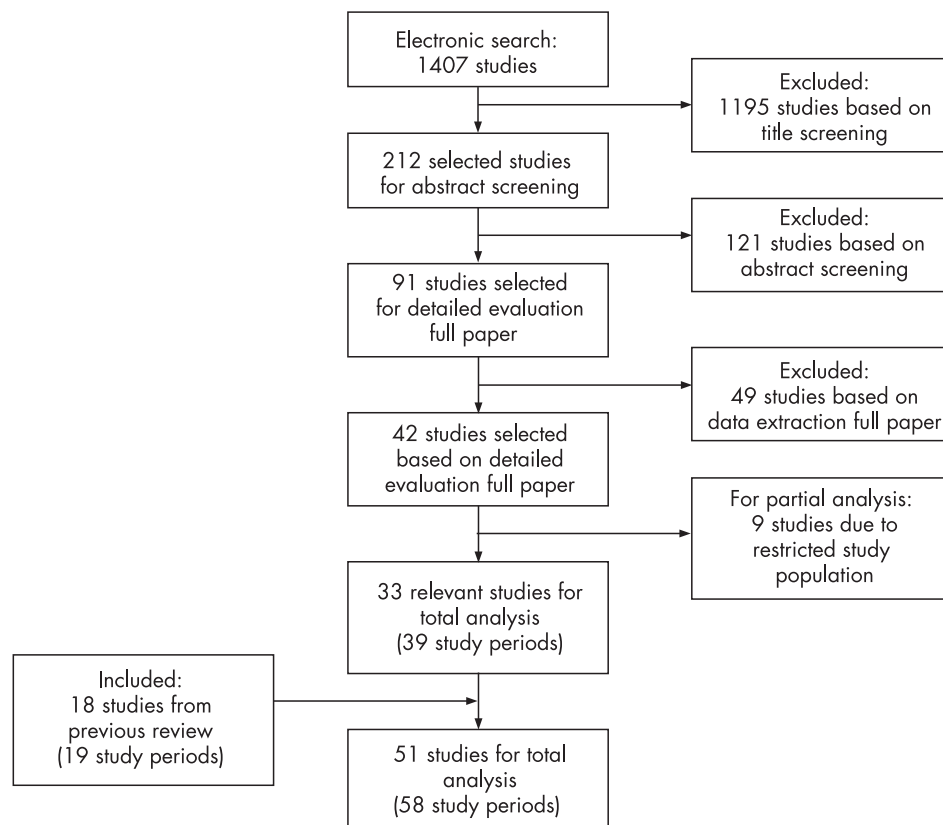 Electronic search:
1407 studies
Excluded:
1195 studies based on
title screening
212 selected studies
for abstract screening
Excluded:
121 studies based on
abstract screening
91 studies selected
for detailed evaluation
full paper
Excluded:
49 studies based on
data extraction full paper
42 studies selected
based on detailed
evaluation full paper
For partial analysis:
9 studies due to
restricted study
population
33 relevant studies for
total analysis
(39 study periods)
Included:
18 studies from
previous review
(19 study periods)
51 studies for total
analysis
(58 study periods)